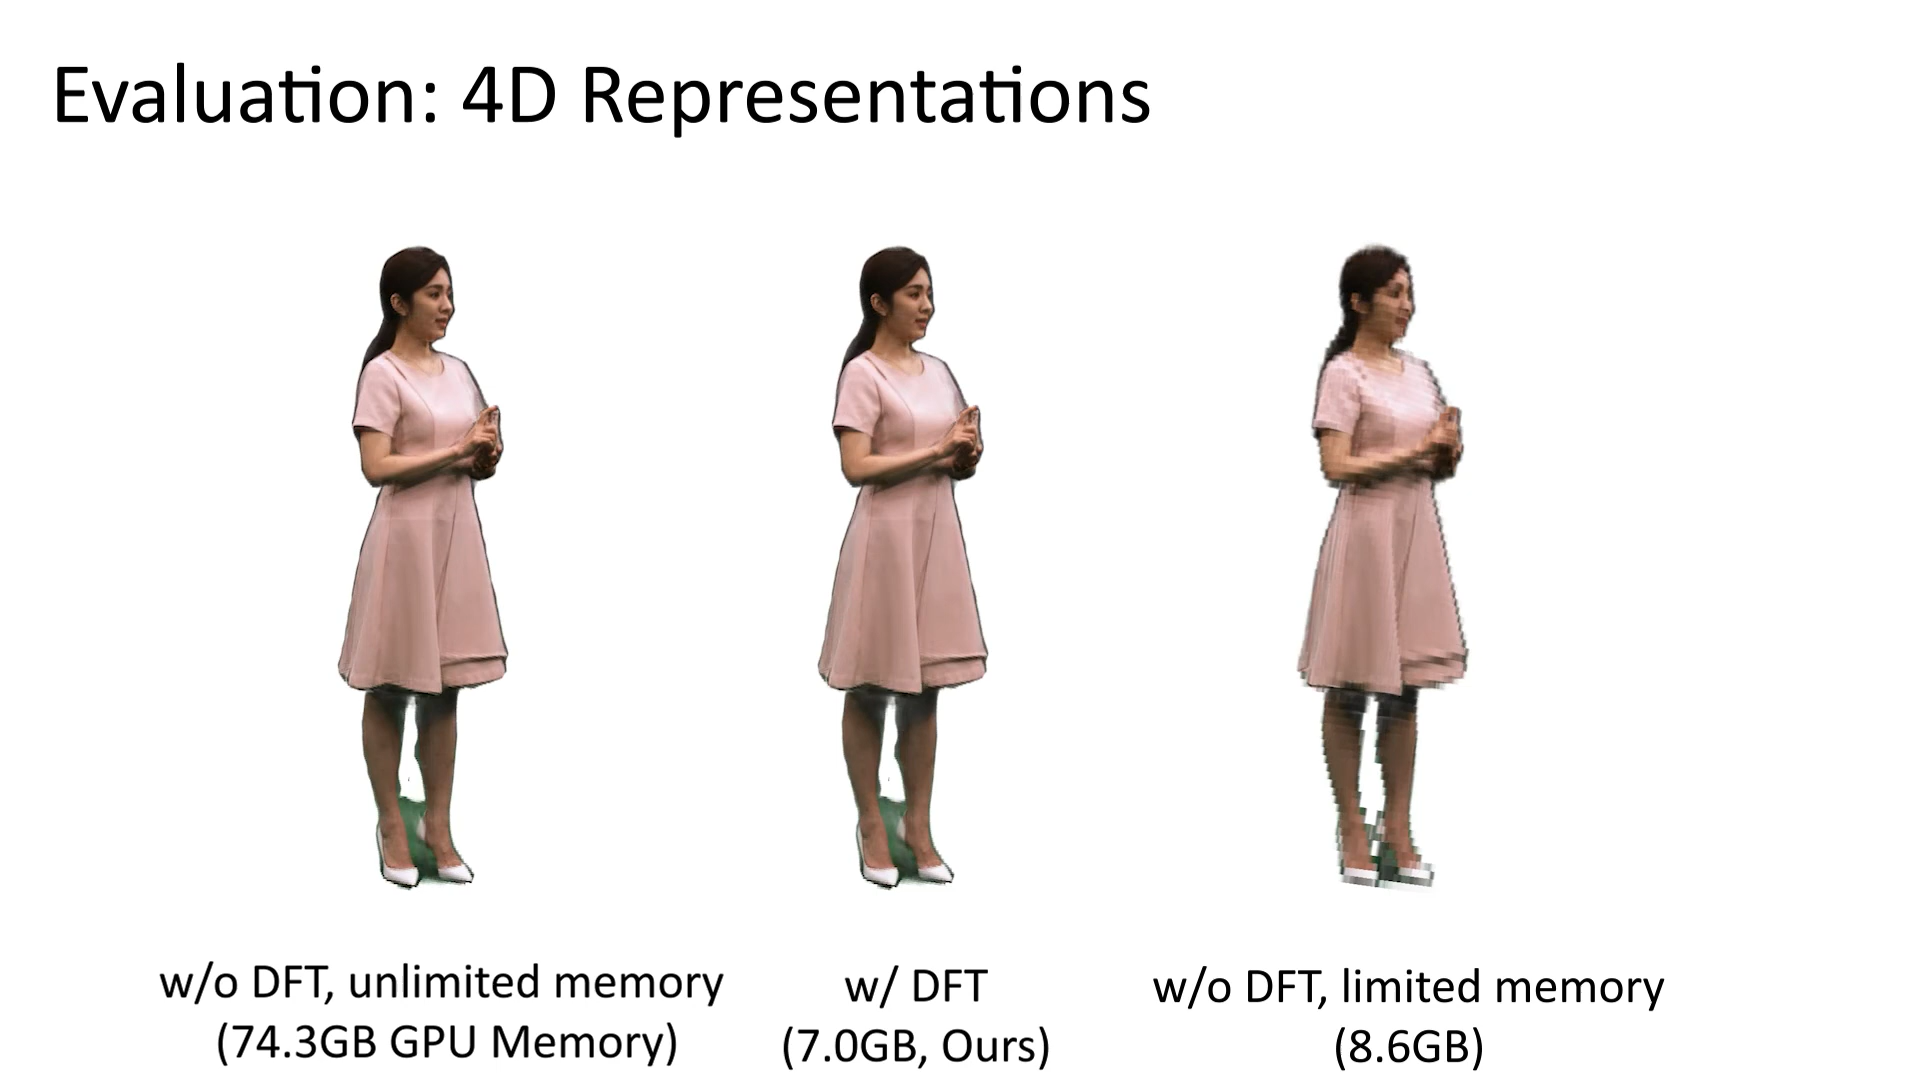 Evaluation: 4D Representations
w/o DFT, unlimited memory
(74.3GB GPU Memory)
w/ DFT
(7.0GB, Ours)
w/o DFT, limited memory
(8.6GB)